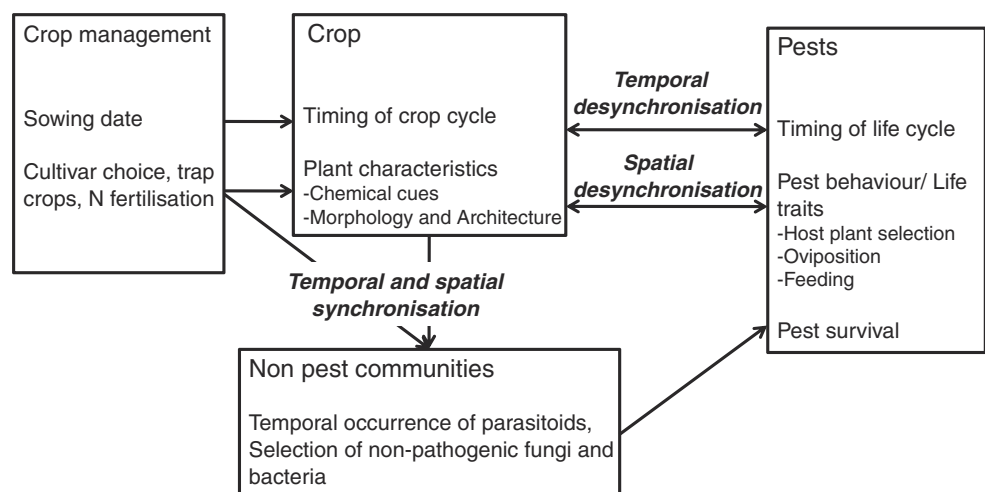 Crop management
Sowing date
Cultivar choice, trap
crops, N fertilisation
Crop
Timing of crop cycle
Plant characteristics
-Chemical cues
-Morphology and Architecture
Temporal
desynchronisation
Spatial
desynchronisation
Pests
Timing of life cycle
Pest behaviour/ Life
traits
-Host plant selection
-Oviposition
-Feeding
Pest survival
Temporal and spatial
synchronisation
Non pest communities
Temporal occurrence of parasitoids,
Selection of non-pathogenic fungi and
bacteria